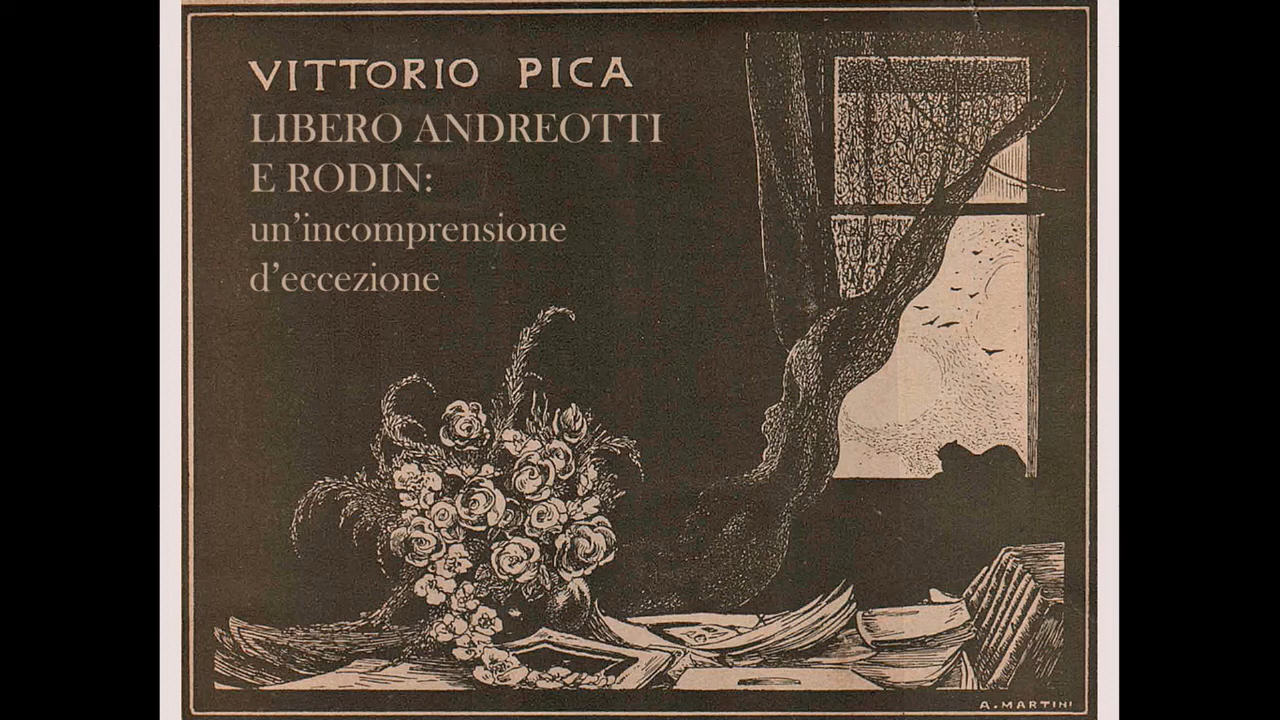 VITTORIO PICA
LIBERO ANDREOTTI
E RODIN:
un’incomprensione
d’eccezione
A. MARTINI